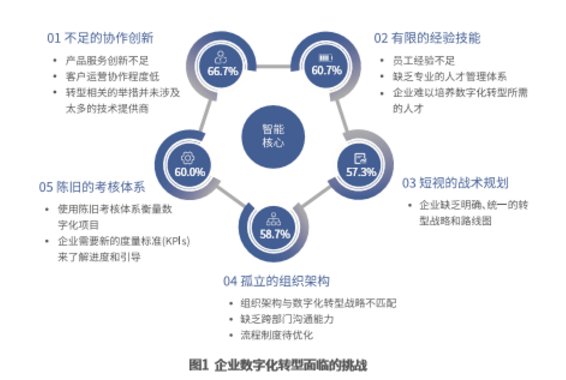 01 不足的协作创新
• 产品服务创新不足
• 客户运营协作程度低
• 转型相关的举措并未涉及
太多的技术提供商
66.7%
60.7%
02 有限的经验技能
• 员工经验不足
• 缺乏专业的人才管理体系
• 企业难以培养数字化转型所需
的人才
智能
核心
60.0%
57.3%
05 陈旧的考核体系
• 使用陈旧考核体系衡量数
字化项目
• 企业需要新的度量标准(KPIs)
来了解进度和引导
03 短视的战术规划
• 企业缺乏明确、统一的转
型战略和路线图
58.7%
04 孤立的组织架构
• 组织架构与数字化转型战略不匹配
• 缺乏跨部门沟通能力
• 流程制度待优化
图1 企业数字化转型面临的挑战